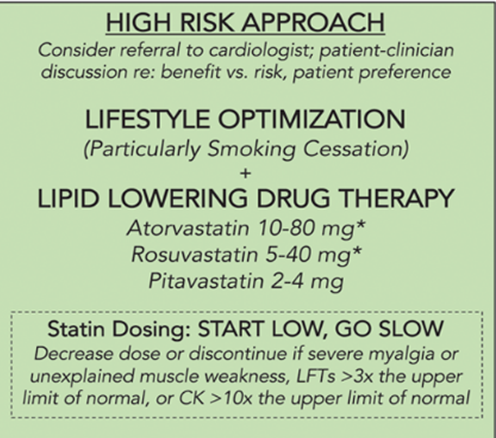 HIGH RISK APPROACH
Consider referral to cardiologist; patient-clinician
discussion re: benefit vs. risk, patient preference
LIFESTYLE OPTIMIZATION
(Particularly Smoking Cessation)
+
LIPID LOWERING DRUG THERAPY
Atorvastatin 10-80 mg*
Rosuvastatin 5-40 mg*
Pitavastatin 2-4 mg
Statin Dosing: START LOW, GO SLOW
Decrease dose or discontinue if severe myalgia or
unexplained muscle weakness, LFTs >3x the upper
limit of normal, or CK >10x the upper limit of normal